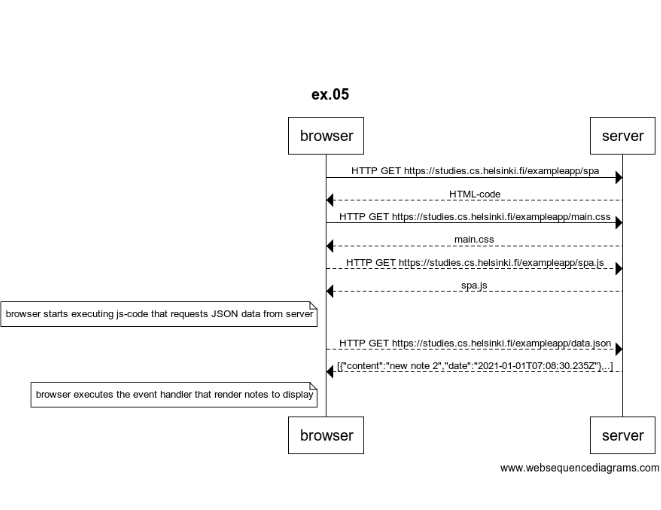 ex.05
browser
server
HTTP GET https://studies.cs.helsinki.fi/exampleapp/spa
HTML-code
HTTP GET https://studies.cs.helsinki.fi/exampleapp/main.css
main.css
HTTP GET https://studies.cs.helsinki.fi/exampleapp/spa.js
spa.js
browser starts executing js-code that requests JSON data from server
HTTP GET https://studies.cs.helsinki.fi/exampleapp/data.json
[{"content":"new note 2","date":"2021-01-01T07:08:30.235Z"}...]
browser executes the event handler that render notes to display
browser
server
www.websequencediagrams.com